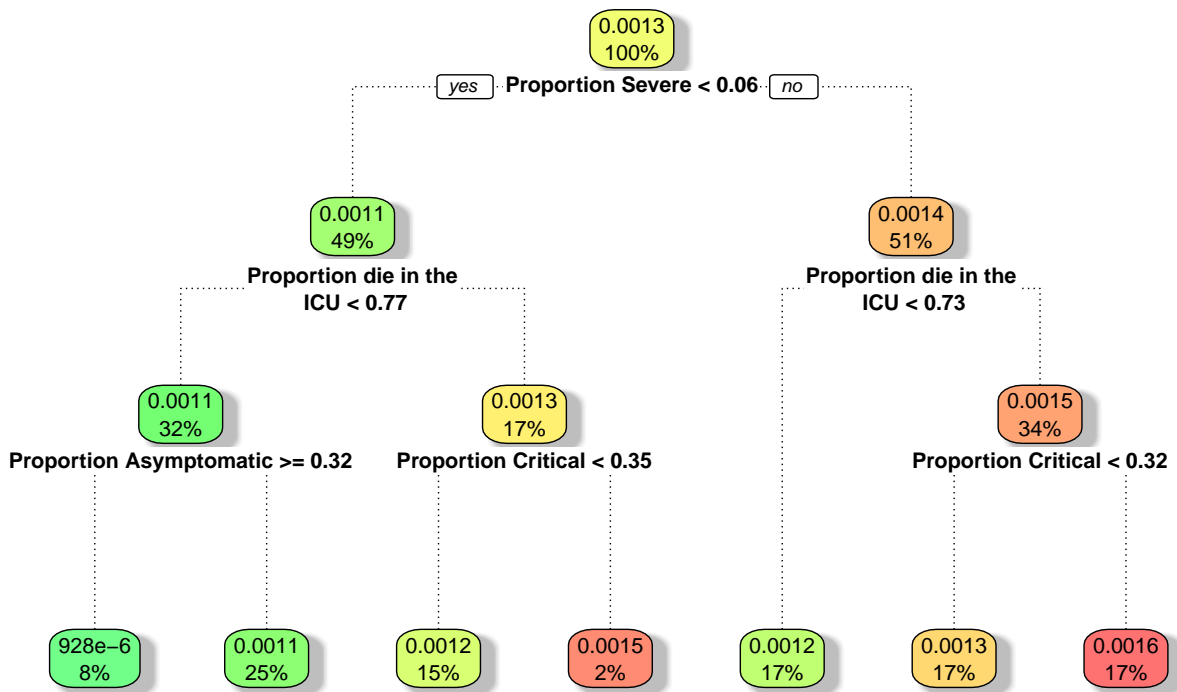 0.0013
100%
yes Proportion Severe < 0.06 no
0.0011
49%
0.0014
51%
Proportion die in the
ICU < 0.77
Proportion die in the
ICU < 0.73
0.0011
32%
0.0013
17%
0.0015
34%
Proportion Asymptomatic >= 0.32
Proportion Critical < 0.35
Proportion Critical < 0.32
928e−6
8%
0.0011
25%
0.0012
15%
0.0015
2%
0.0012
17%
0.0013
17%
0.0016
17%